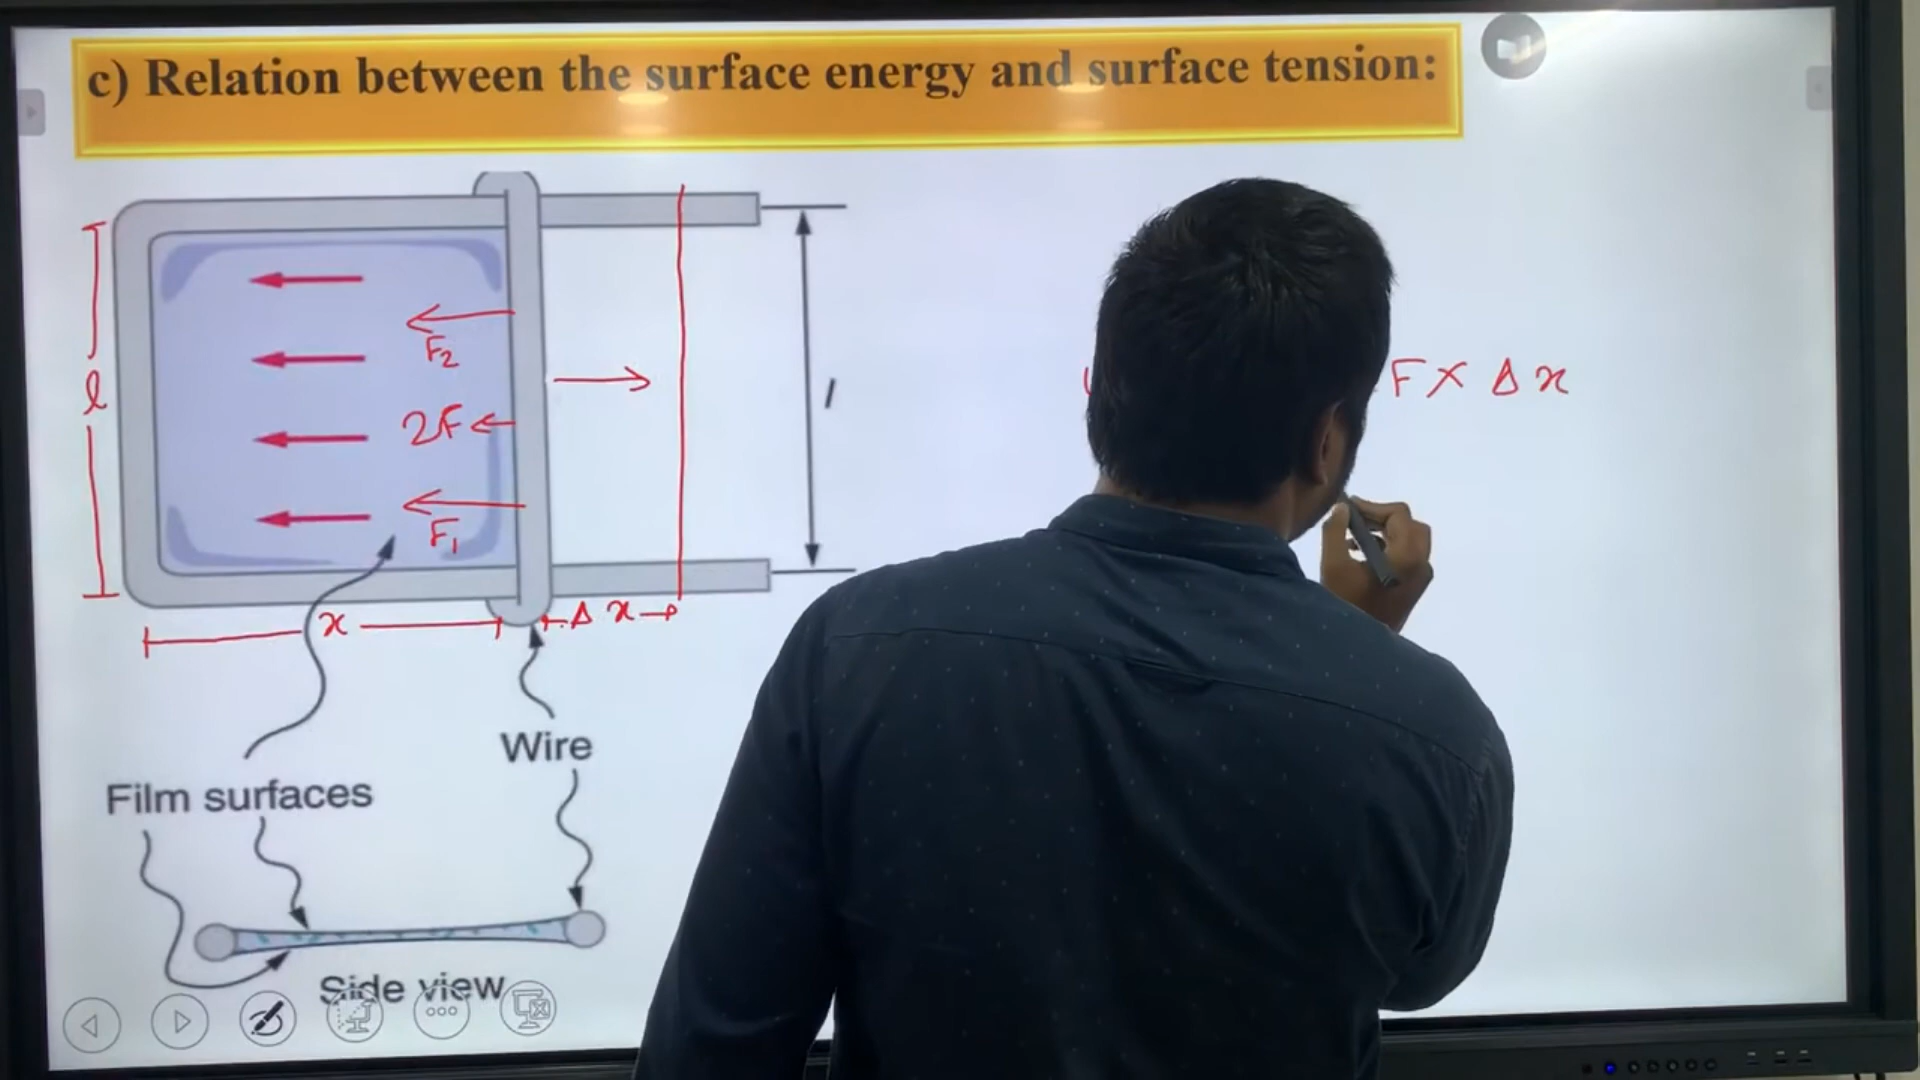 c) Relation between the surface energy and surface tension:
F₂
F × Δx
l
2F
l
F₁
x
Δx
Wire
Film surfaces
Side view